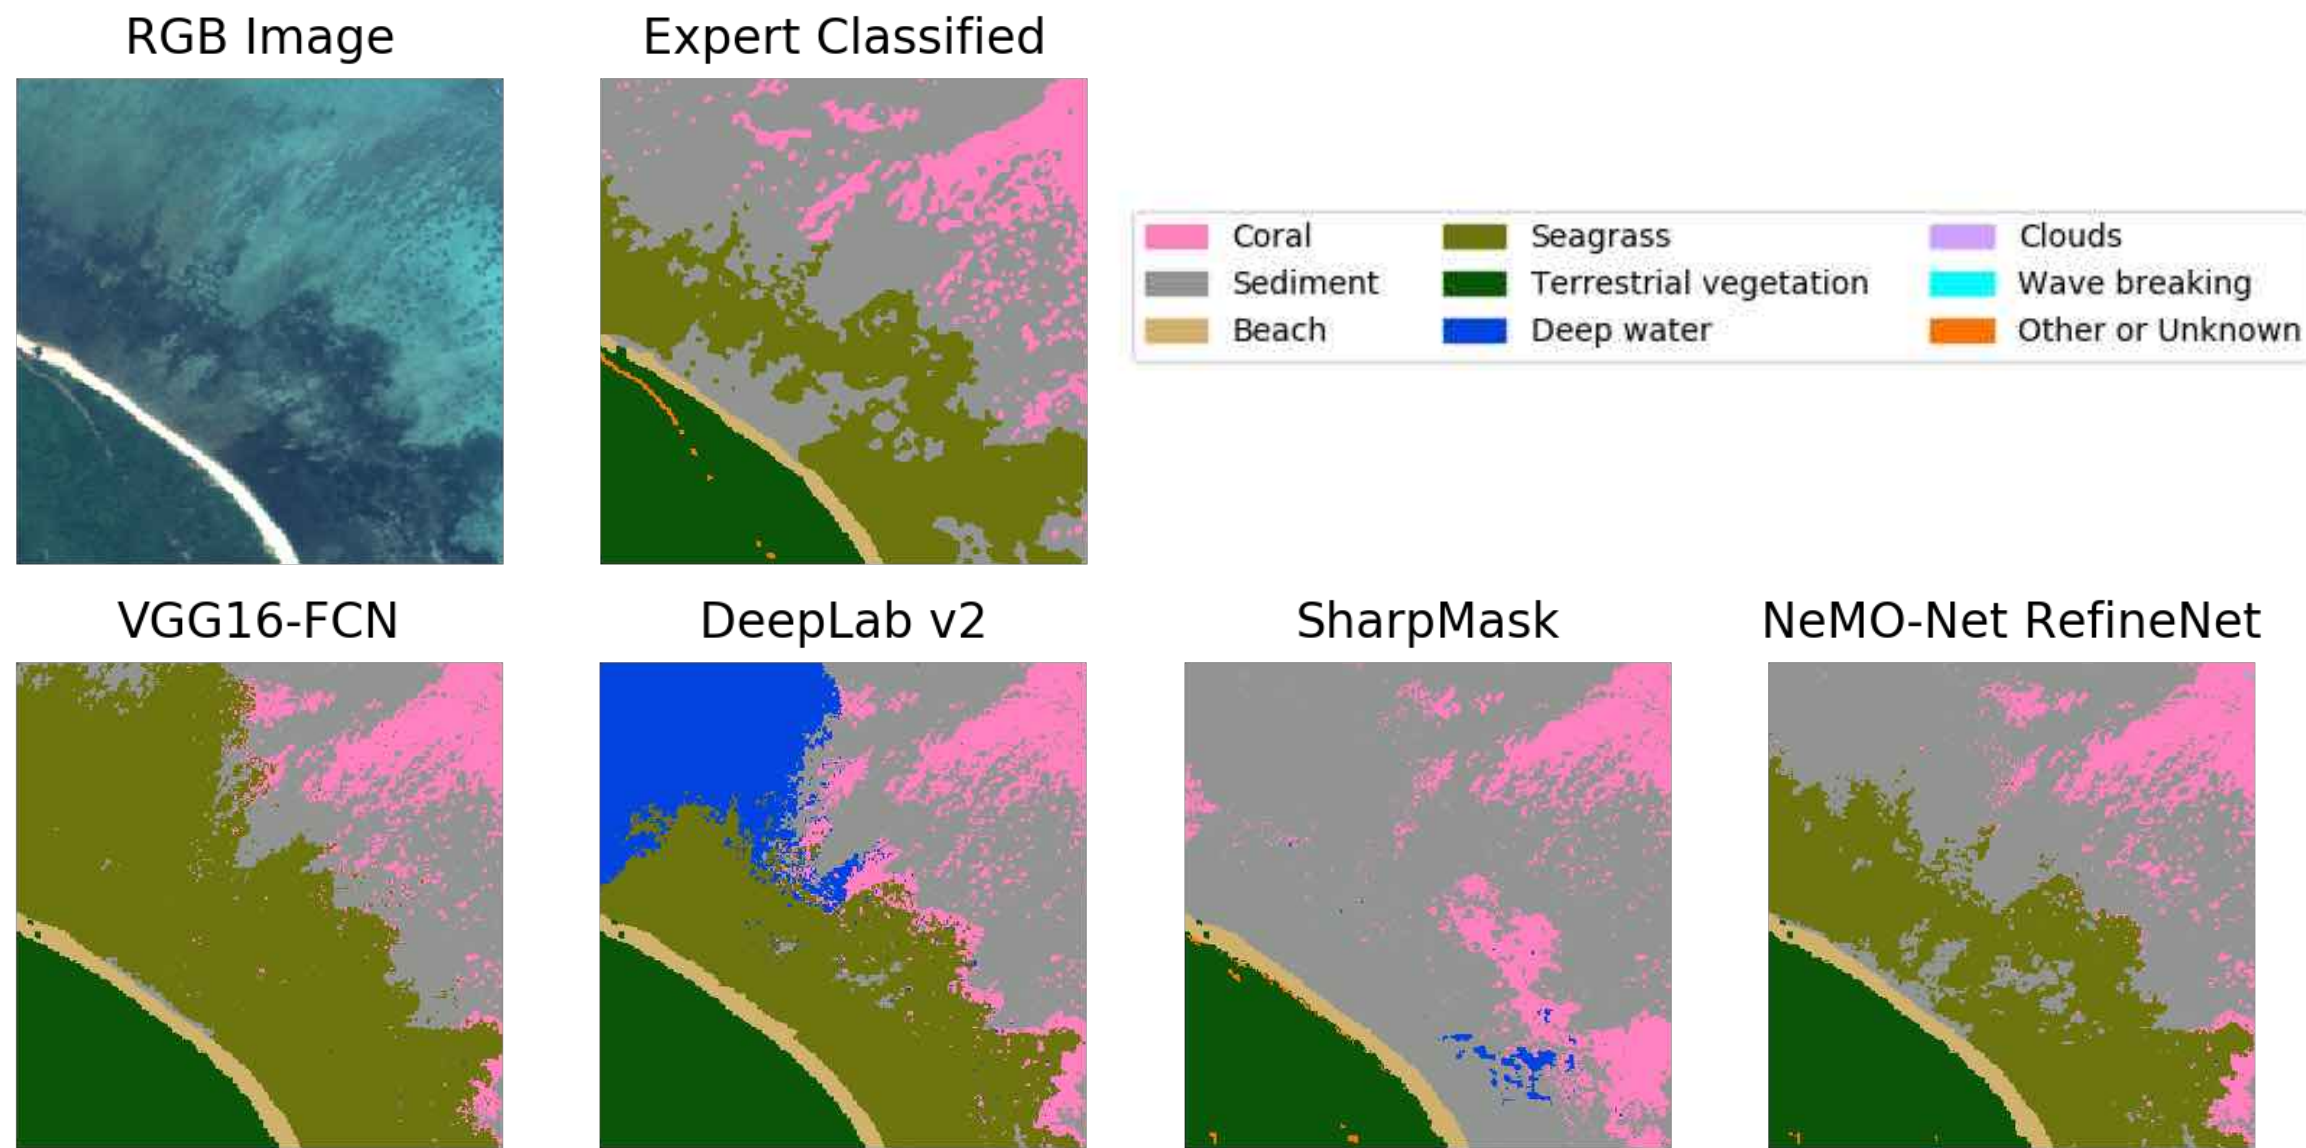 RGB Image
Expert Classified
Coral
Seagrass
Clouds
Sediment
Terrestrial vegetation
Wave breaking
Beach
Deep water
Other or Unknown
VGG16-FCN
DeepLab v2
SharpMask
NeMO-Net RefineNet